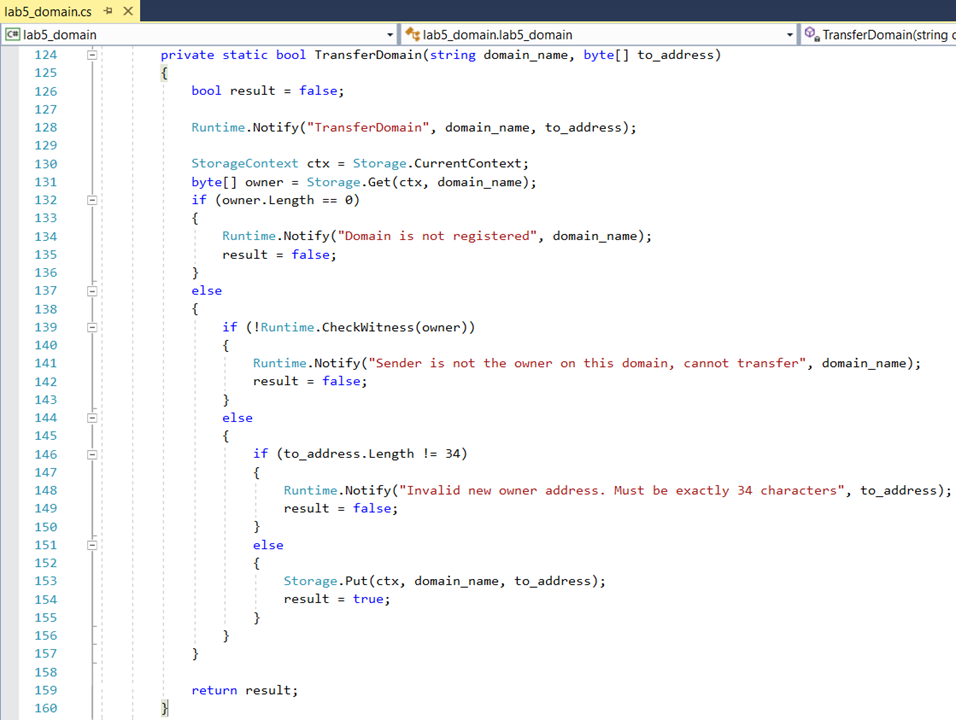 lab5_domain.cs
C# lab5_domain lab5_domain.lab5_domain TransferDomain(string
124 private static bool TransferDomain(string domain_name, byte[] to_address)
125 {
126 bool result = false;
127
128 Runtime.Notify("TransferDomain", domain_name, to_address);
129
130 StorageContext ctx = Storage.CurrentContext;
131 byte[] owner = Storage.Get(ctx, domain_name);
132 if (owner.Length == 0)
133 {
134 Runtime.Notify("Domain is not registered", domain_name);
135 result = false;
136 }
137 else
138 {
139 if (!Runtime.CheckWitness(owner))
140 {
141 Runtime.Notify("Sender is not the owner on this domain, cannot transfer", domain_name);
142 result = false;
143 }
144 else
145 {
146 if (to_address.Length != 34)
147 {
148 Runtime.Notify("Invalid new owner address. Must be exactly 34 characters", to_address);
149 result = false;
150 }
151 else
152 {
153 Storage.Put(ctx, domain_name, to_address);
154 result = true;
155 }
156 }
157 }
158
159 return result;
160 }